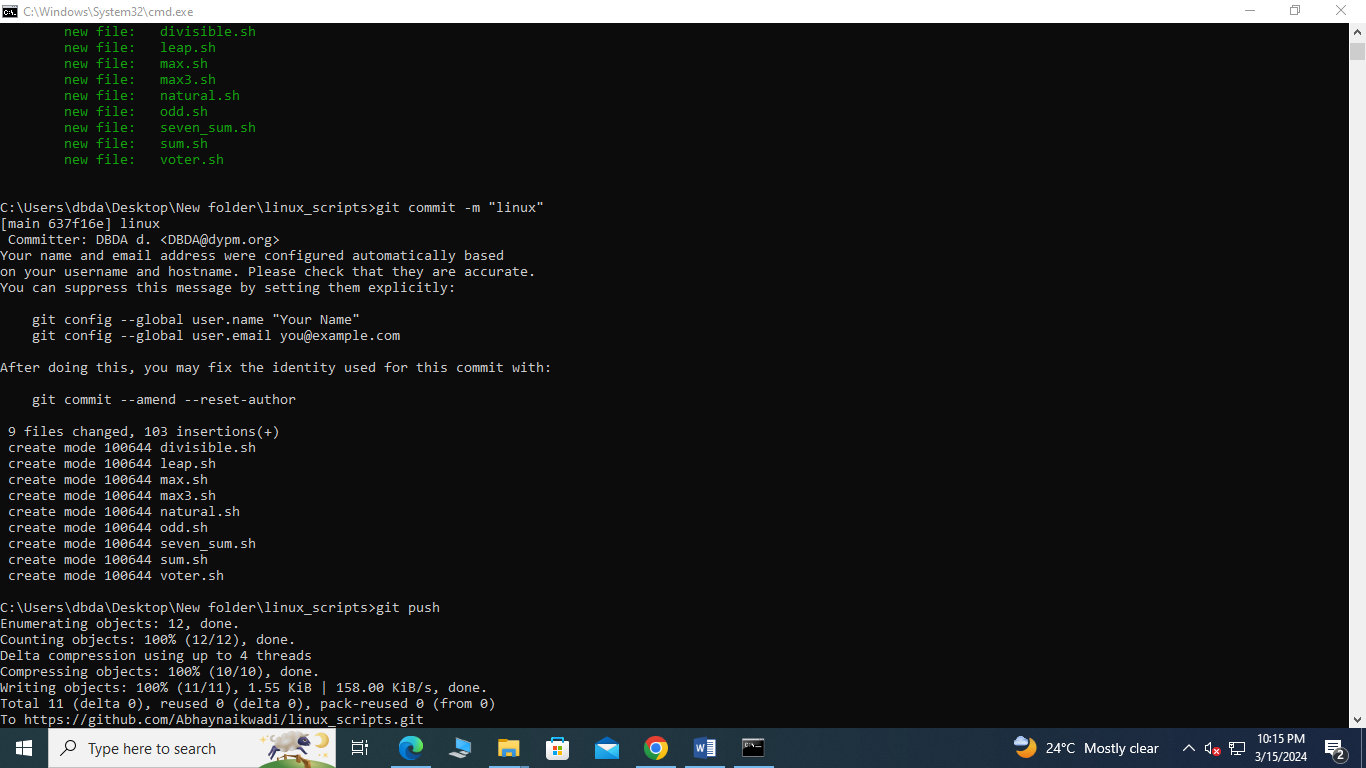 C:\Windows\System32\cmd.exe
new file:   divisible.sh
new file:   leap.sh
new file:   max.sh
new file:   max3.sh
new file:   natural.sh
new file:   odd.sh
new file:   seven_sum.sh
new file:   sum.sh
new file:   voter.sh
C:\Users\dbda\Desktop\New folder\linux_scripts>git commit -m "linux"
[main 637f16e] linux
 Committer: DBDA d. <DBDA@dypm.org>
Your name and email address were configured automatically based
on your username and hostname. Please check that they are accurate.
You can suppress this message by setting them explicitly:
    git config --global user.name "Your Name"
    git config --global user.email you@example.com
After doing this, you may fix the identity used for this commit with:
    git commit --amend --reset-author
 9 files changed, 103 insertions(+)
 create mode 100644 divisible.sh
 create mode 100644 leap.sh
 create mode 100644 max.sh
 create mode 100644 max3.sh
 create mode 100644 natural.sh
 create mode 100644 odd.sh
 create mode 100644 seven_sum.sh
 create mode 100644 sum.sh
 create mode 100644 voter.sh
C:\Users\dbda\Desktop\New folder\linux_scripts>git push
Enumerating objects: 12, done.
Counting objects: 100% (12/12), done.
Delta compression using up to 4 threads
Compressing objects: 100% (10/10), done.
Writing objects: 100% (11/11), 1.55 KiB | 158.00 KiB/s, done.
Total 11 (delta 0), reused 0 (delta 0), pack-reused 0 (from 0)
To https://github.com/Abhaynaikwadi/linux_scripts.git
Type here to search
24°C Mostly clear
10:15 PM
3/15/2024
2